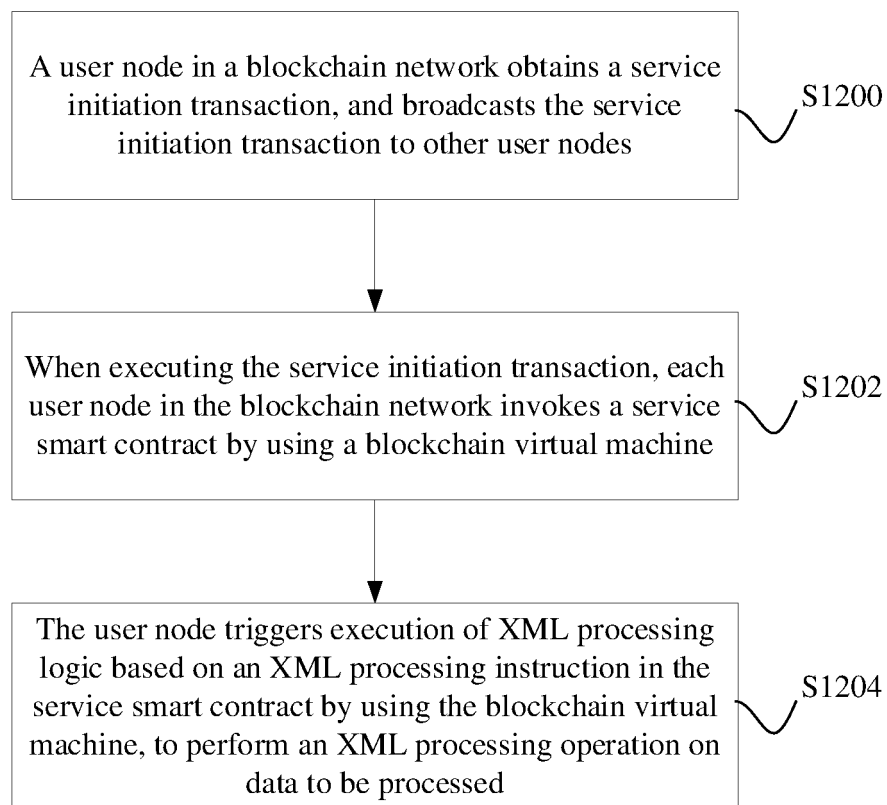 A user node in a blockchain network obtains a service
initiation transaction, and broadcasts the service
initiation transaction to other user nodes
S1200
When executing the service initiation transaction, each
user node in the blockchain network invokes a service
smart contract by using a blockchain virtual machine
S1202
The user node triggers execution of XML processing
logic based on an XML processing instruction in the
service smart contract by using the blockchain virtual
machine, to perform an XML processing operation on
data to be processed
S1204